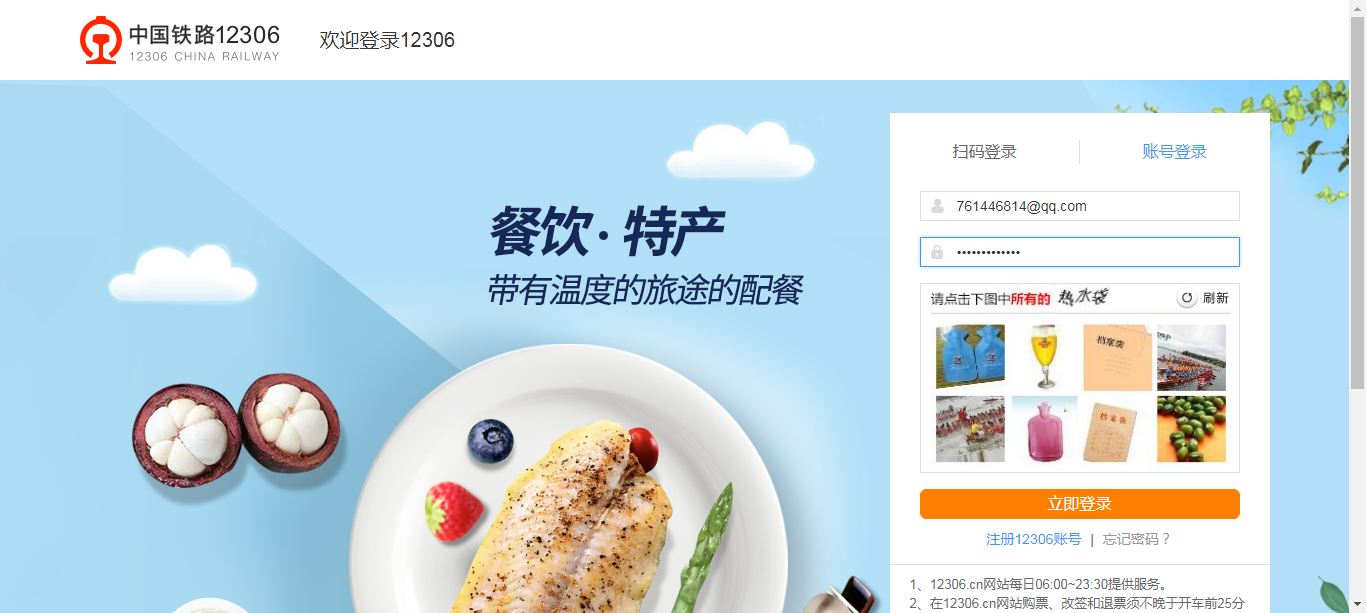 中国铁路12306
12306 CHINA RAILWAY
欢迎登录12306
餐饮·特产
带有温度的旅途的配餐
扫码登录
账号登录
761446814@qq.com
•••••••••••••
请点击下图中所有的 热水袋
刷新
档案袋
档案袋
立即登录
注册12306账号 | 忘记密码？
1、12306.cn网站每日06:00~23:30提供服务。
2、在12306.cn网站购票、改签和退票须不晚于开车前25分